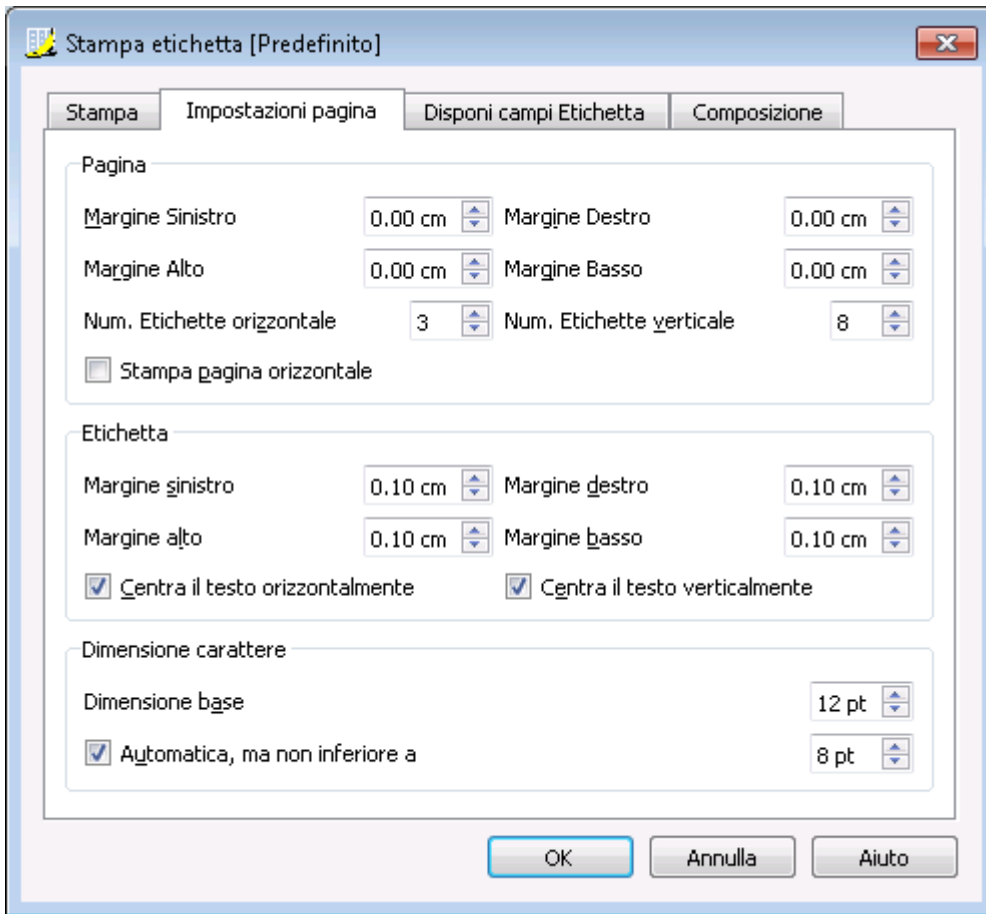 Stampa etichetta [Predefinito]
Stampa Impostazioni pagina Disponi campi Etichetta Composizione
Pagina
Margine Sinistro 0.00 cm Margine Destro 0.00 cm
Margine Alto 0.00 cm Margine Basso 0.00 cm
Num. Etichette orizzontale 3 Num. Etichette verticale 8
Stampa pagina orizzontale
Etichetta
Margine sinistro 0.10 cm Margine destro 0.10 cm
Margine alto 0.10 cm Margine basso 0.10 cm
Centra il testo orizzontalmente Centra il testo verticalmente
Dimensione carattere
Dimensione base 12 pt
Automatica, ma non inferiore a 8 pt
OK Annulla Aiuto